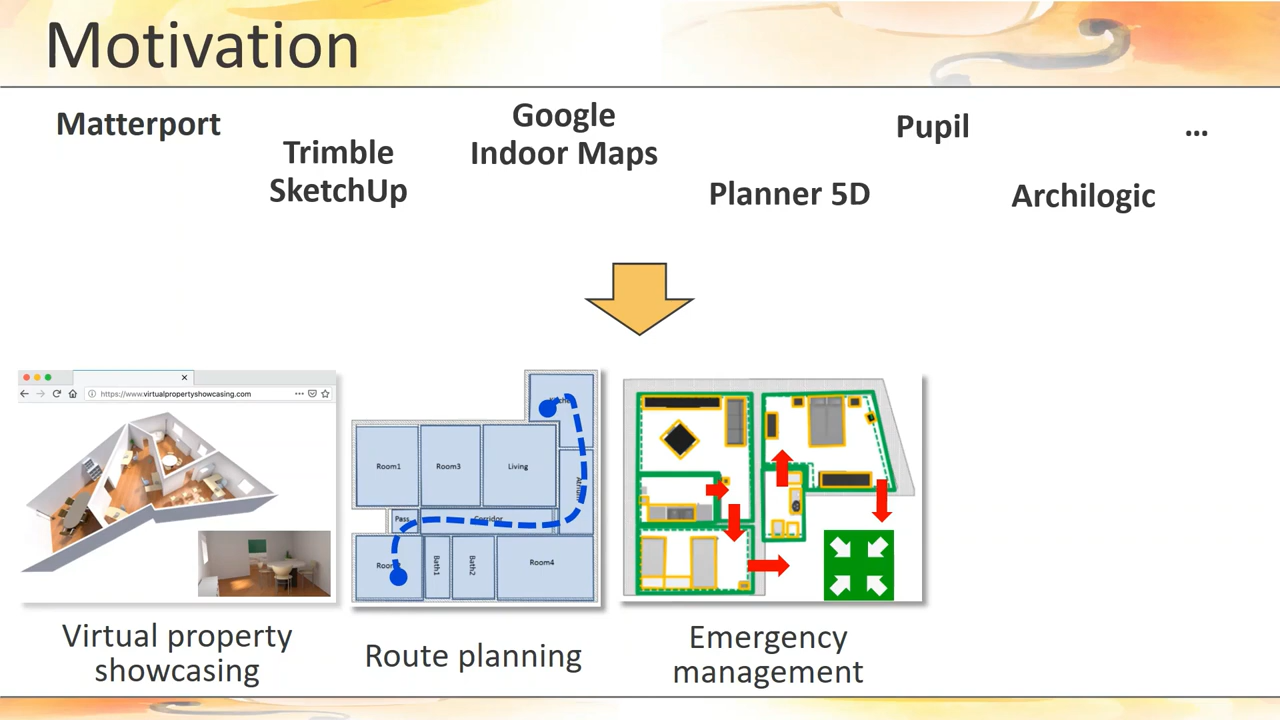 Motivation
Matterport
Trimble
SketchUp
Google
Indoor Maps
Planner 5D
Pupil
Archilogic
...
https://www.virtualpropertyshowcasing.com
Room1
Room3
Living
Pass
Corridor
Bath1
Bath2
Room4
Virtual property
showcasing
Route planning
Emergency
management